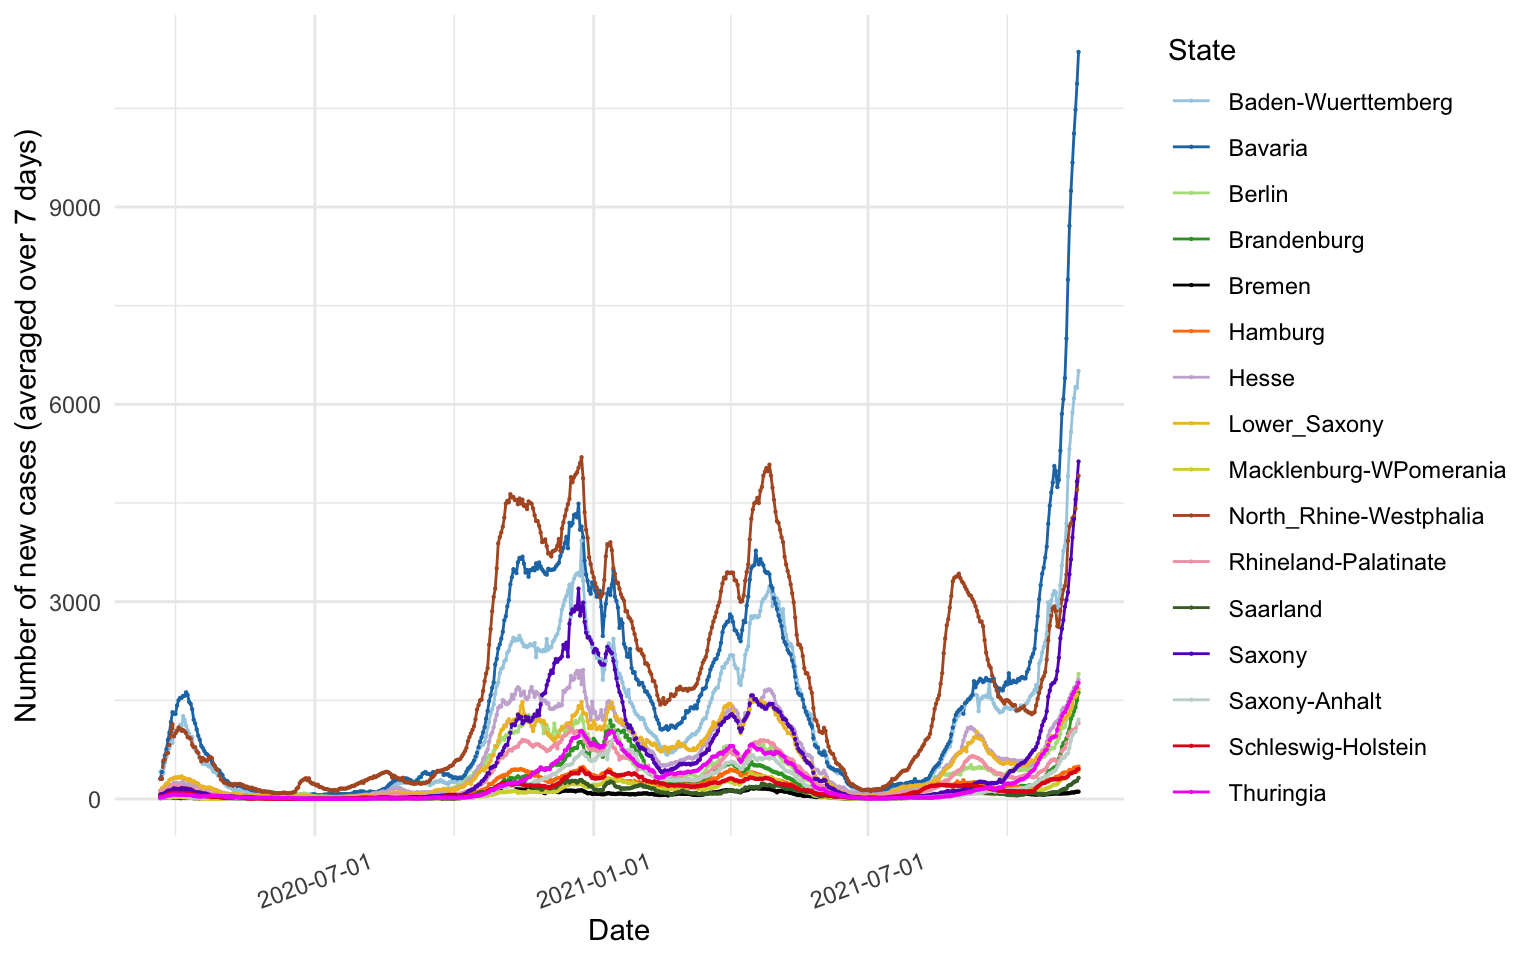 Number of new cases (averaged over 7 days)
9000
6000
3000
0
2020-07-01
2021-01-01
2021-07-01
Date
State
Baden-Wuerttemberg
Bavaria
Berlin
Brandenburg
Bremen
Hamburg
Hesse
Lower_Saxony
Macklenburg-WPomerania
North_Rhine-Westphalia
Rhineland-Palatinate
Saarland
Saxony
Saxony-Anhalt
Schleswig-Holstein
Thuringia